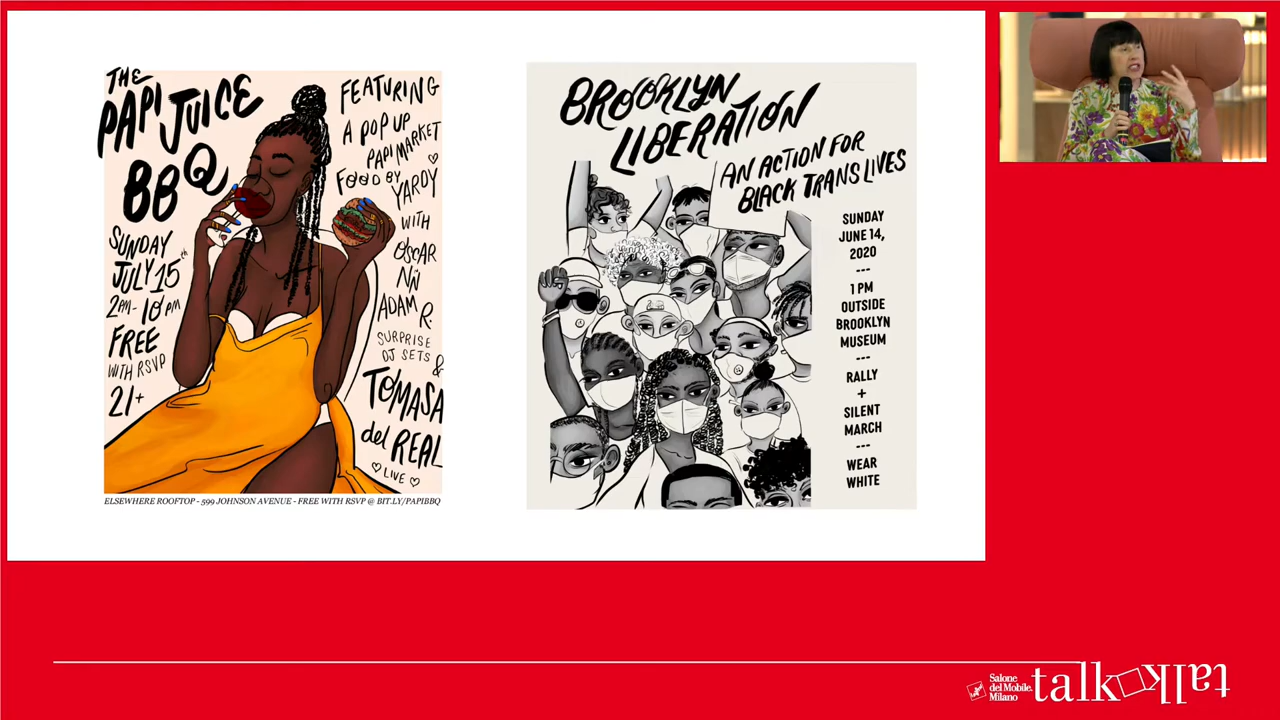 THE
PAPI JUICE
BBQ
SUNDAY
JULY 15th
2PM-10PM
FREE
WITH RSVP
21+
FEATURING
A POP UP
PAPI MARKET
FOOD BY
YARDY
WITH
OSCAR
NÑ
ADAM R.
SURPRISE
DJ SETS
&
TOMASA
del REAL
LIVE
ELSEWHERE ROOFTOP - 599 JOHNSON AVENUE - FREE WITH RSVP @ BIT.LY/PAPIBBQ
BROOKLYN
LIBERATION
AN ACTION FOR
BLACK TRANS LIVES
SUNDAY
JUNE 14,
2020
---
1 PM
OUTSIDE
BROOKLYN
MUSEUM
---
RALLY
+
SILENT
MARCH
---
WEAR
WHITE
Salone
del Mobile.
Milano
talk talk